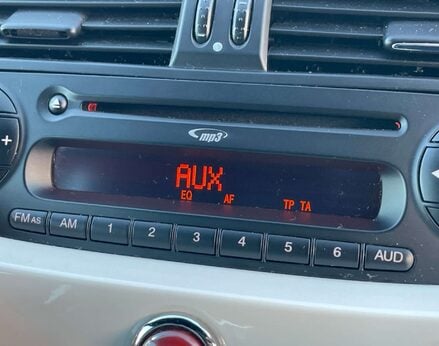 mp3
AUX
EQ AF TP TA
+
FM AS AM 1 2 3 4 5 6 AUD